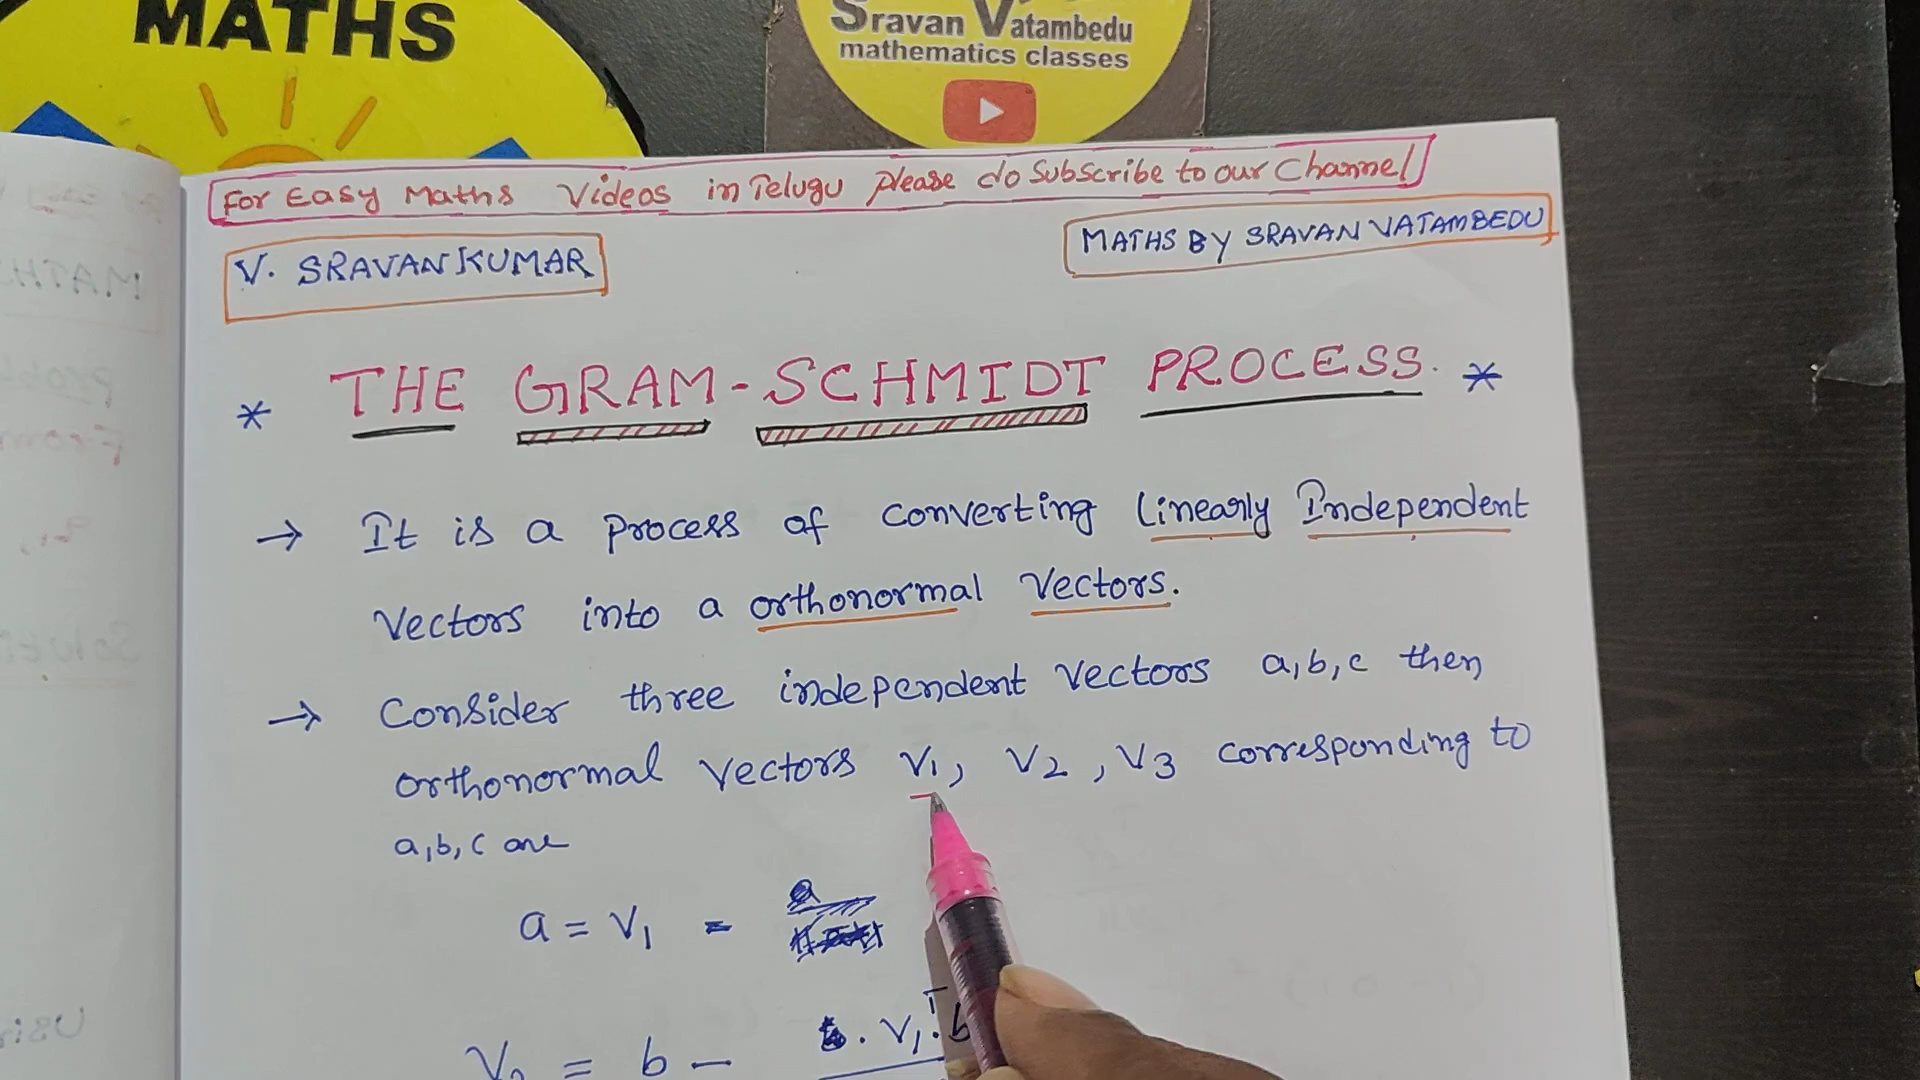 MATHS
Sravan Vatambedu
mathematics classes
For Easy Maths Videos in Telugu please do Subscribe to our Channel
V. SRAVAN KUMAR
MATHS BY SRAVAN VATAMBEDU
* THE GRAM-SCHMIDT PROCESS. *
→ It is a process of converting Linearly Independent
Vectors into a orthonormal Vectors.
→ Consider three independent vectors a,b,c then
orthonormal vectors V1, V2, V3 corresponding to
a,b,c are
a = V1 =
V2 = b - V1^T.b